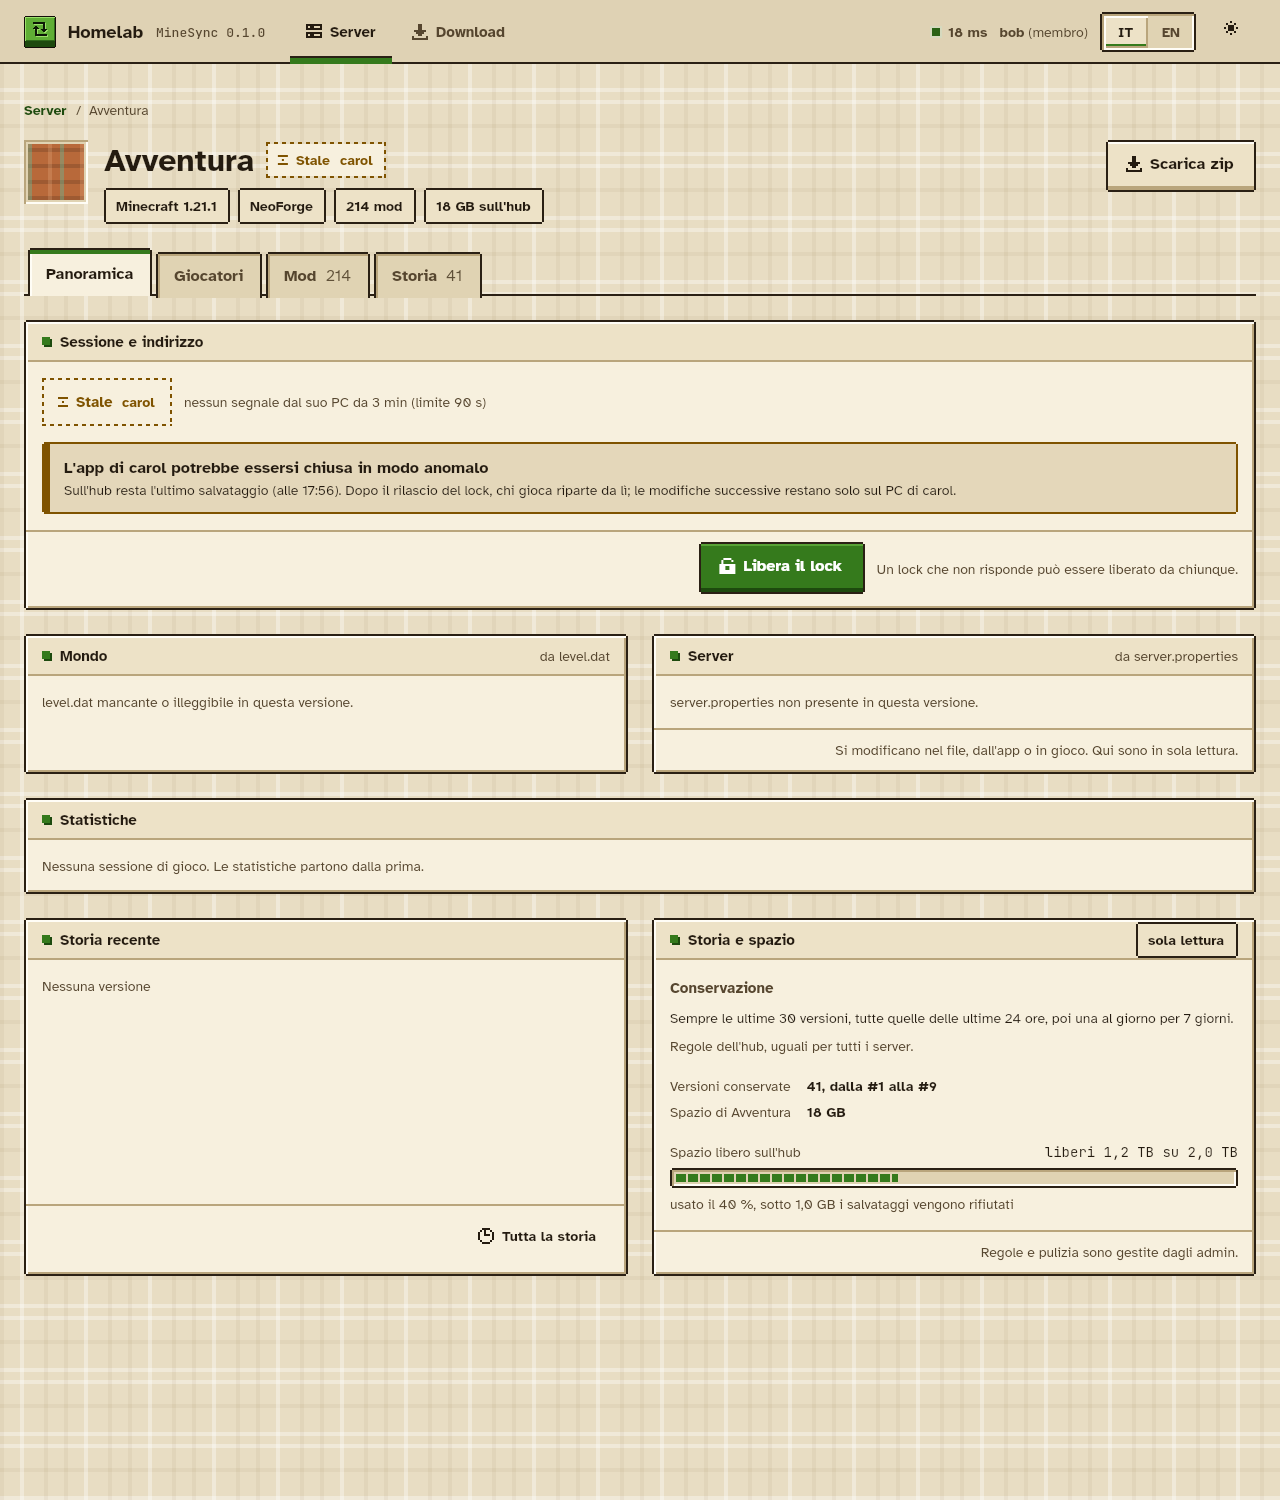 Homelab MineSync 0.1.0 Server Download 18 ms bob (membro) IT EN
Server / Avventura
Avventura Stale carol
Scarica zip
Minecraft 1.21.1 NeoForge 214 mod 18 GB sull'hub
Panoramica Giocatori Mod 214 Storia 41
Sessione e indirizzo
Stale carol nessun segnale dal suo PC da 3 min (limite 90 s)
L'app di carol potrebbe essersi chiusa in modo anomalo
Sull'hub resta l'ultimo salvataggio (alle 17:56). Dopo il rilascio del lock, chi gioca riparte da lì; le modifiche successive restano solo sul PC di carol.
Libera il lock Un lock che non risponde può essere liberato da chiunque.
Mondo da level.dat
level.dat mancante o illeggibile in questa versione.
Server da server.properties
server.properties non presente in questa versione.
Si modificano nel file, dall'app o in gioco. Qui sono in sola lettura.
Statistiche
Nessuna sessione di gioco. Le statistiche partono dalla prima.
Storia recente
Nessuna versione
Tutta la storia
Storia e spazio sola lettura
Conservazione
Sempre le ultime 30 versioni, tutte quelle delle ultime 24 ore, poi una al giorno per 7 giorni.
Regole dell'hub, uguali per tutti i server.
Versioni conservate 41, dalla #1 alla #9
Spazio di Avventura 18 GB
Spazio libero sull'hub liberi 1,2 TB su 2,0 TB
usato il 40 %, sotto 1,0 GB i salvataggi vengono rifiutati
Regole e pulizia sono gestite dagli admin.